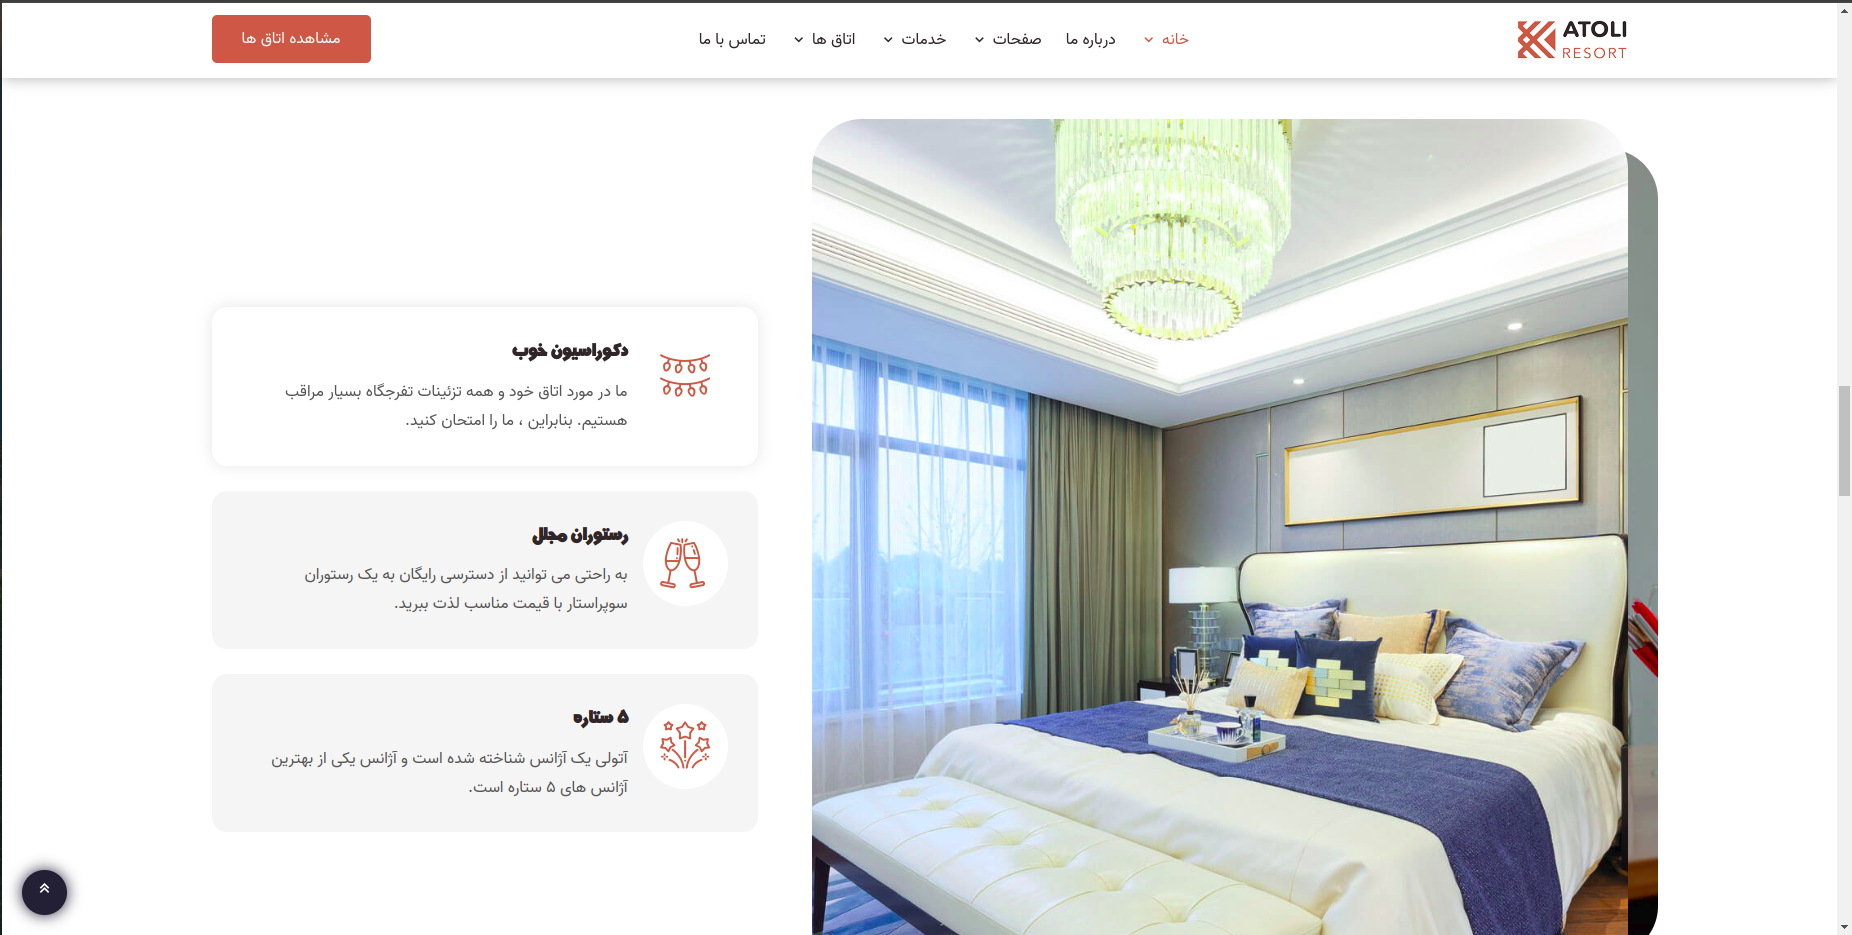 ATOLI
RESORT
خانه
درباره ما
صفحات
خدمات
اتاق ها
تماس با ما
مشاهده اتاق ها
دکوراسیون خوب
ما در مورد اتاق خود و همه تزئینات تفرجگاه بسیار مراقب
هستیم. بنابراین ، ما را امتحان کنید.
رستوران مجلل
به راحتی می توانید از دسترسی رایگان به یک رستوران
سوپراستار با قیمت مناسب لذت ببرید.
۵ ستاره
آتولی یک آژانس شناخته شده است و آژانس یکی از بهترین
آژانس های ۵ ستاره است.